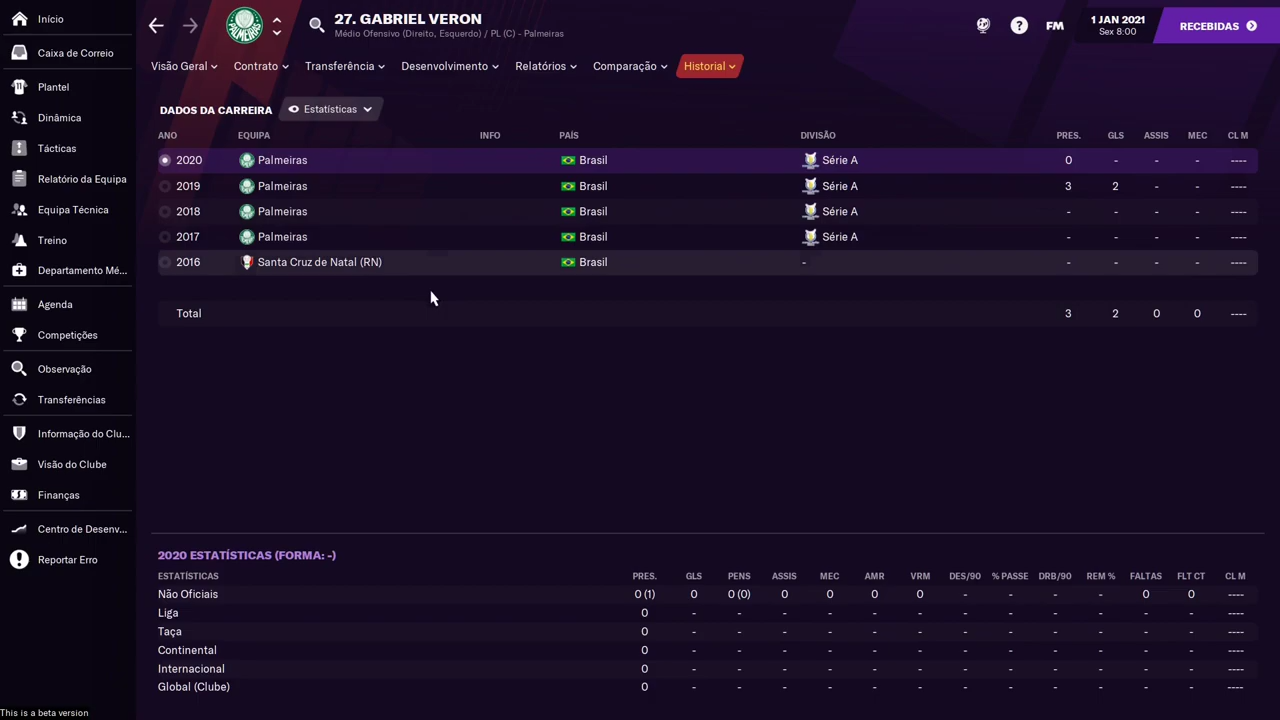 Início
Caixa de Correio
Plantel
Dinâmica
Tácticas
Relatório da Equipa
Equipa Técnica
Treino
Departamento Mé...
Agenda
Competições
Observação
Transferências
Informação do Clu...
Visão do Clube
Finanças
Centro de Desenv...
Reportar Erro
This is a beta version
PALMEIRAS
27. GABRIEL VERON
Médio Ofensivo (Direito, Esquerdo) / PL (C) - Palmeiras
? FM 1 JAN 2021 Sex 8:00 RECEBIDAS
Visão Geral Contrato Transferência Desenvolvimento Relatórios Comparação Historial
DADOS DA CARREIRA Estatísticas
ANO EQUIPA INFO PAÍS DIVISÃO PRES. GLS ASSIS MEC CL M
2020 Palmeiras Brasil Série A 0 - - - ----
2019 Palmeiras Brasil Série A 3 2 - - ----
2018 Palmeiras Brasil Série A - - - - ----
2017 Palmeiras Brasil Série A - - - - ----
2016 Santa Cruz de Natal (RN) Brasil - - - - - ----
Total 3 2 0 0 ----
2020 ESTATÍSTICAS (FORMA: -)
ESTATÍSTICAS PRES. GLS PENS ASSIS MEC AMR VRM DES/90 % PASSE DRB/90 REM % FALTAS FLT CT CL M
Não Oficiais 0 (1) 0 0 (0) 0 0 0 0 - - - - 0 0 ----
Liga 0 - - - - - - - - - - - - ----
Taça 0 - - - - - - - - - - - - ----
Continental 0 - - - - - - - - - - - - ----
Internacional 0 - - - - - - - - - - - - ----
Global (Clube) 0 - - - - - - - - - - - - ----